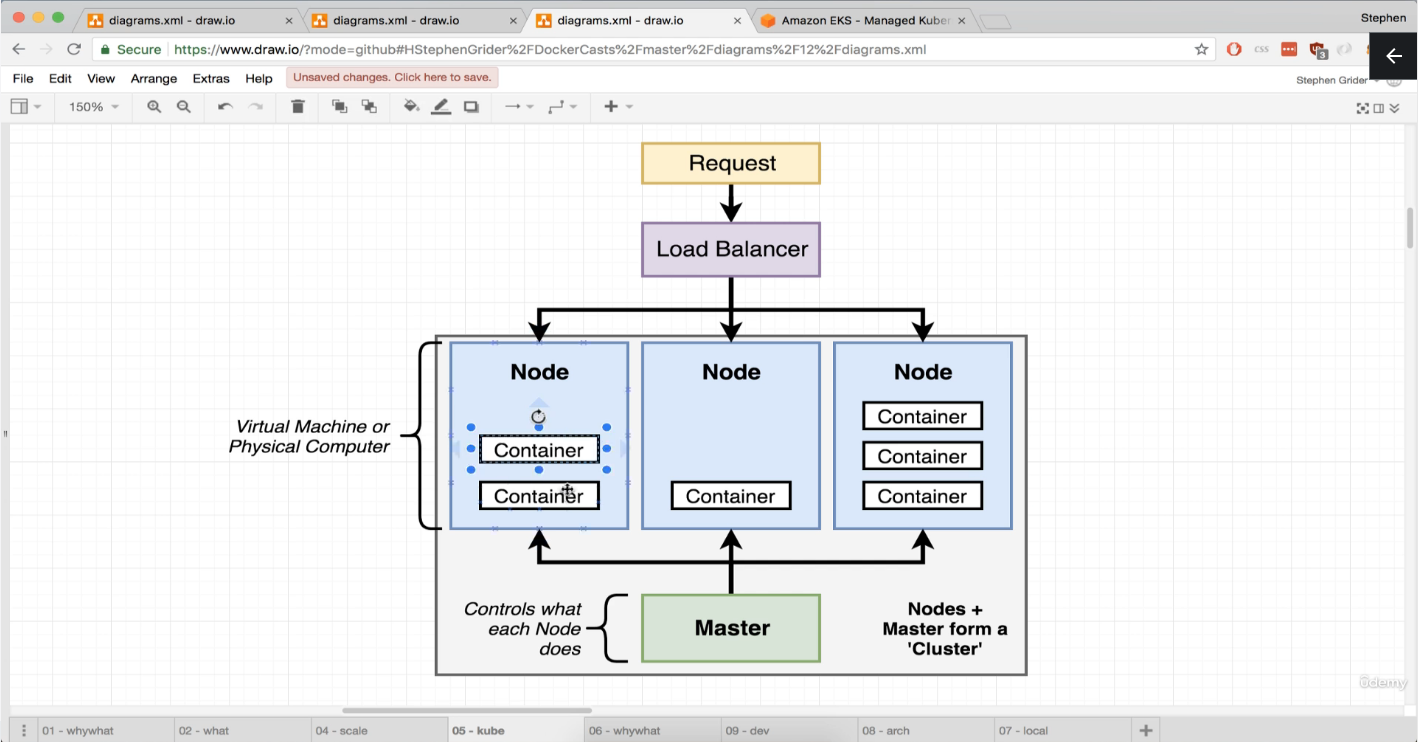 diagrams.xml - draw.io
diagrams.xml - draw.io
diagrams.xml - draw.io
Amazon EKS - Managed Kuber
Stephen
Secure
https://www.draw.io/?mode=github#HStephenGrider%2FDockerCasts%2Fmaster%2Fdiagrams%2F12%2Fdiagrams.xml
CSS
3
File Edit View Arrange Extras Help
Unsaved changes. Click here to save.
Stephen Grider
150%
Request
Load Balancer
Node
Node
Node
Container
Virtual Machine or
Physical Computer
Container
Container
Container
Container
Container
Controls what
each Node
does
Master
Nodes +
Master form a
'Cluster'
ûdemy
01 - whywhat
02 - what
04 - scale
05 - kube
06 - whywhat
09 - dev
08 - arch
07 - local